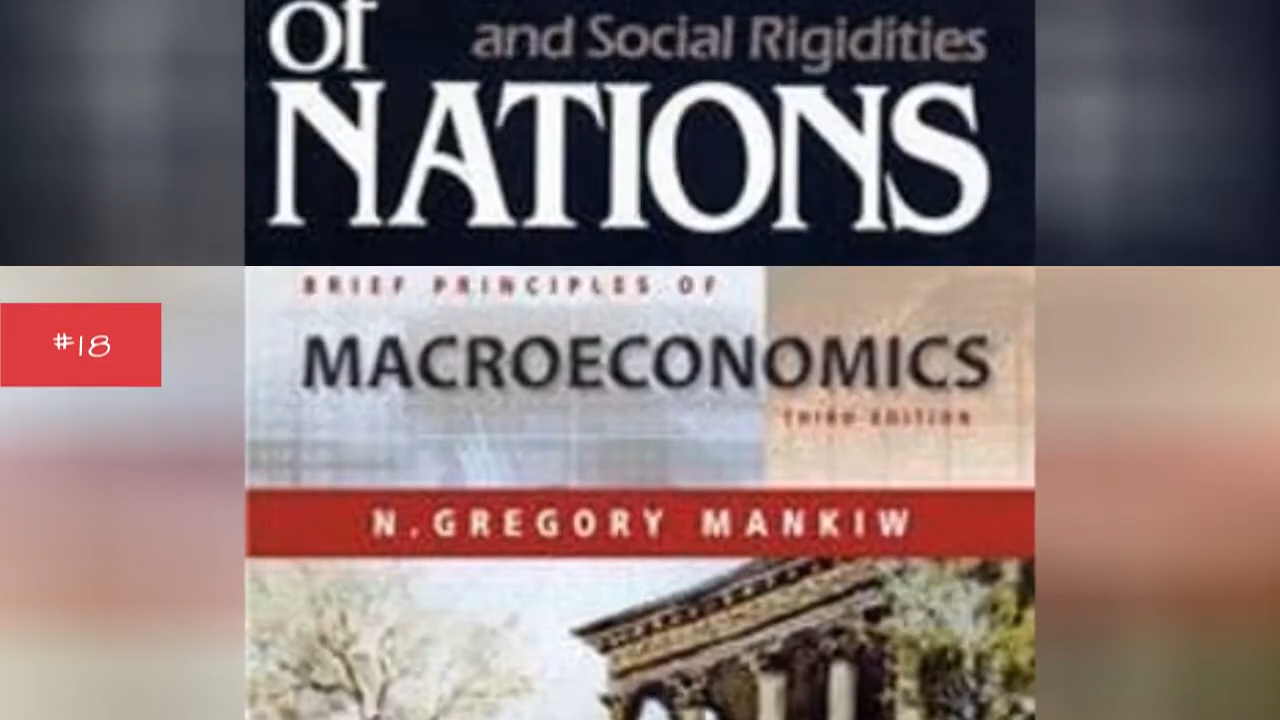 of
and Social Rigidities
NATIONS
#18
BRIEF PRINCIPLES OF
MACROECONOMICS
THIRD EDITION
N. GREGORY MANKIW